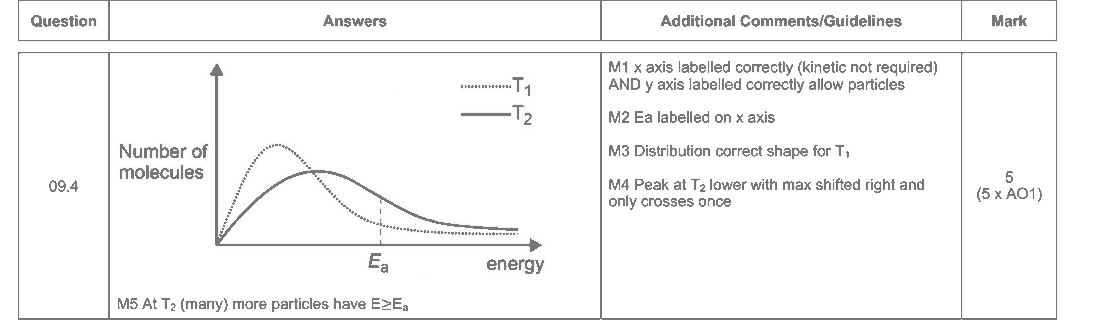 Question Answers Additional Comments/Guidelines Mark
09.4
T₁
T₂
Number of
molecules
Eₐ
energy
M5 At T₂ (many) more particles have E≥Eₐ
M1 x axis labelled correctly (kinetic not required)
AND y axis labelled correctly allow particles
M2 Ea labelled on x axis
M3 Distribution correct shape for T₁
M4 Peak at T₂ lower with max shifted right and
only crosses once
5
(5 x AO1)